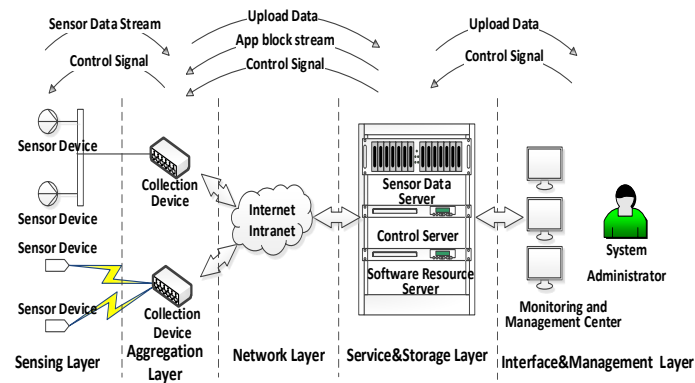 Sensor Data Stream
Control Signal
Upload Data
App block stream
Control Signal
Upload Data
Control Signal
Sensor Device
Sensor Device
Sensor Device
Sensor Device
Collection
Device
Collection
Device
Internet
Intranet
Sensor Data
Server
Control Server
Software Resource
Server
Monitoring and
Management Center
System
Administrator
Sensing Layer
Aggregation
Layer
Network Layer
Service&Storage Layer
Interface&Management Layer